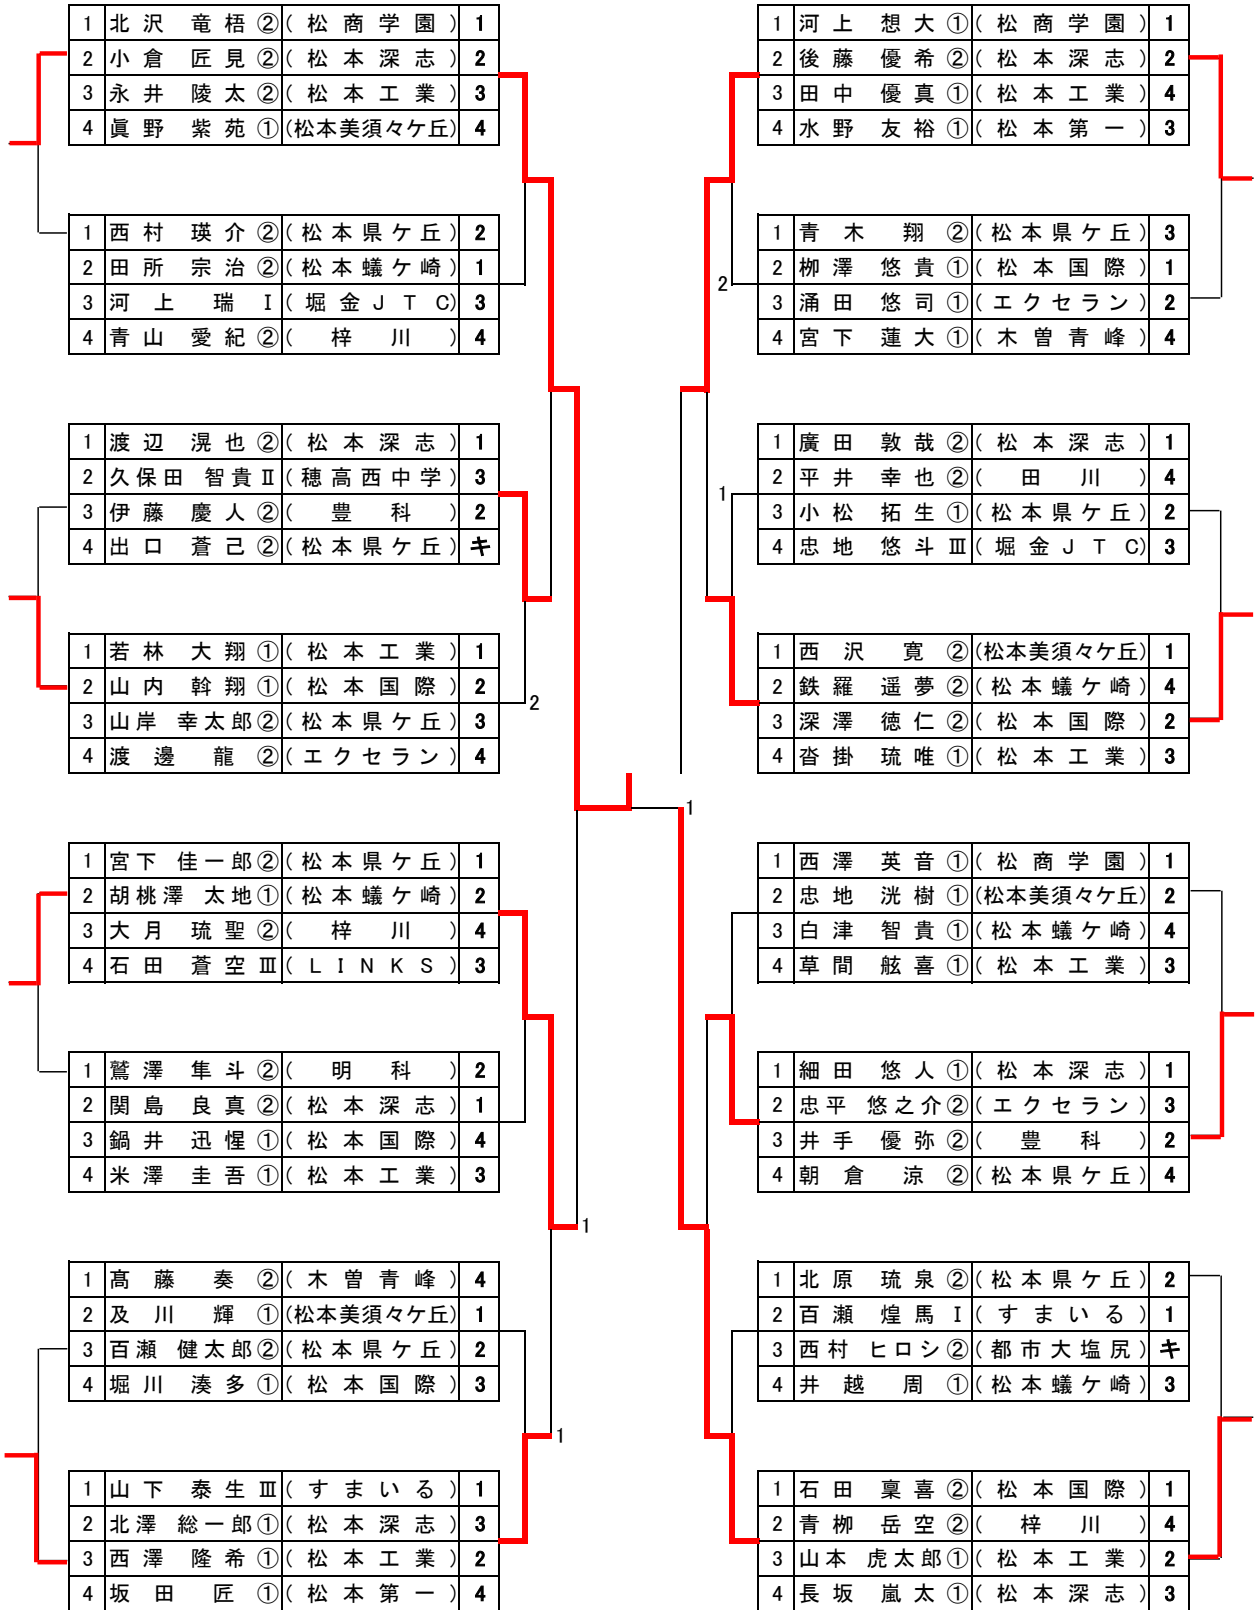 1 北沢 竜梧② (松商学園) 1
2 小倉 匠見② (松本深志) 2
3 永井 陵太② (松本工業) 3
4 眞野 紫苑① (松本美須々ケ丘) 4
1 西村 瑛介② (松本県ケ丘) 2
2 田所 宗治② (松本蟻ケ崎) 1
3 河上 瑞Ⅰ (堀金JTC) 3
4 青山 愛紀② (梓川) 4
1 渡辺 滉也② (松本深志) 1
2 久保田 智貴Ⅱ (穂高西中学) 3
3 伊藤 慶人② (豊科) 2
4 出口 蒼己② (松本県ケ丘) キ
1 若林 大翔① (松本工業) 1
2 山内 斡翔① (松本国際) 2
3 山岸 幸太郎② (松本県ケ丘) 3
4 渡邊 龍② (エクセラン) 4
2
1 宮下 佳一郎② (松本県ケ丘) 1
2 胡桃澤 太地① (松本蟻ケ崎) 2
3 大月 琉聖② (梓川) 4
4 石田 蒼空Ⅲ (LINKS) 3
1 鷲澤 隼斗② (明科) 2
2 関島 良真② (松本深志) 1
3 鍋井 迅惺① (松本国際) 4
4 米澤 圭吾① (松本工業) 3
1
1 髙藤 奏② (木曽青峰) 4
2 及川 輝① (松本美須々ケ丘) 1
3 百瀬 健太郎② (松本県ケ丘) 2
4 堀川 湊多① (松本国際) 3
1
1 山下 泰生Ⅲ (すまいる) 1
2 北澤 総一郎① (松本深志) 3
3 西澤 隆希① (松本工業) 2
4 坂田 匠① (松本第一) 4
1
1 河上 想大① (松商学園) 1
2 後藤 優希② (松本深志) 2
3 田中 優真① (松本工業) 4
4 水野 友裕① (松本第一) 3
1 青木 翔② (松本県ケ丘) 3
2 栁澤 悠貴① (松本国際) 1
2
3 涌田 悠司① (エクセラン) 2
4 宮下 蓮大① (木曽青峰) 4
1 廣田 敦哉② (松本深志) 1
2 平井 幸也② (田川) 4
1
3 小松 拓生① (松本県ケ丘) 2
4 忠地 悠斗Ⅲ (堀金JTC) 3
1 西沢 寛② (松本美須々ケ丘) 1
2 鉄羅 遥夢② (松本蟻ケ崎) 4
3 深澤 徳仁② (松本国際) 2
4 沓掛 琉唯① (松本工業) 3
1 西澤 英音① (松商学園) 1
2 忠地 洸樹① (松本美須々ケ丘) 2
3 白津 智貴① (松本蟻ケ崎) 4
4 草間 舷喜① (松本工業) 3
1 細田 悠人① (松本深志) 1
2 忠平 悠之介② (エクセラン) 3
3 井手 優弥② (豊科) 2
4 朝倉 涼② (松本県ケ丘) 4
1 北原 琉泉② (松本県ケ丘) 2
2 百瀬 煌馬Ⅰ (すまいる) 1
3 西村 ヒロシ② (都市大塩尻) キ
4 井越 周① (松本蟻ケ崎) 3
1 石田 稟喜② (松本国際) 1
2 青栁 岳空② (梓川) 4
3 山本 虎太郎① (松本工業) 2
4 長坂 嵐太① (松本深志) 3